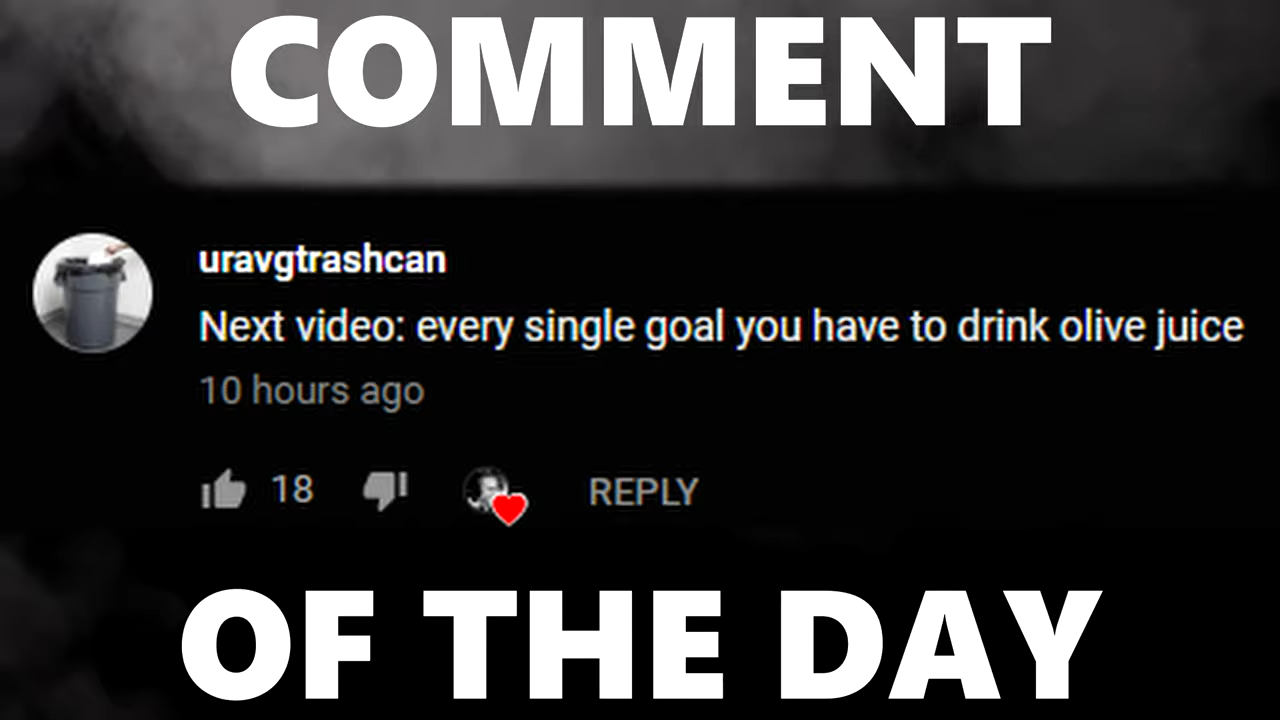 COMMENT
uravgtrashcan
Next video: every single goal you have to drink olive juice
10 hours ago
18 REPLY
OF THE DAY